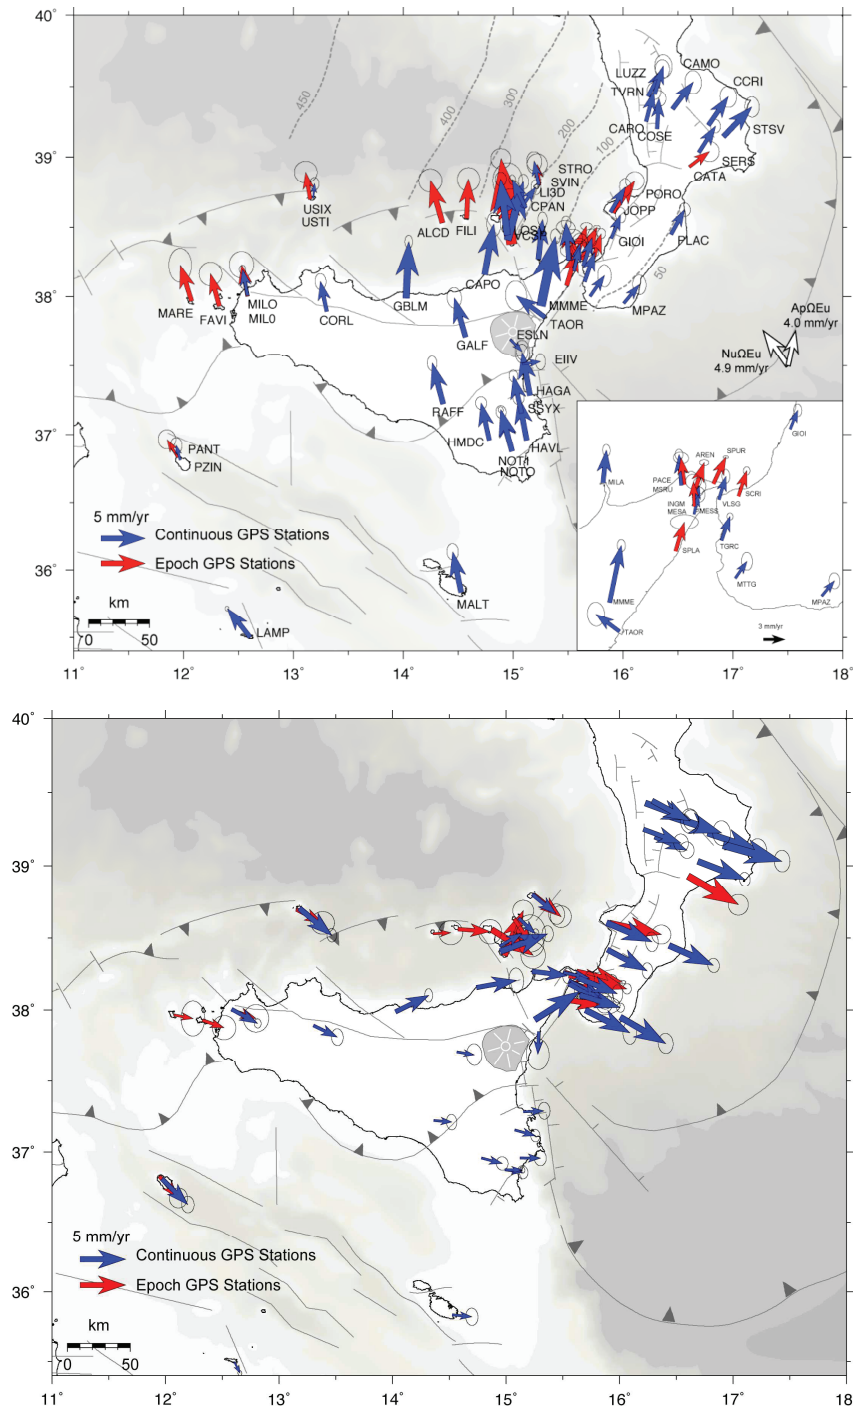 40°
450
400
300
200
100
50
LUZZ
CAMO
TVRN
CCRI
CARO
COSE
STSV
39°
STRO
SERS
SVIN
CATA
USIX
USTI
LI3D
CPAN
PORO
JOPP
ALCD
FILI
VCSP
GIOI
PLAC
CAPO
38°
MARE
FAVI
MILO
MIL0
CORL
GBLM
MMME
MPAZ
TAOR
ApΩEu
4.0 mm/yr
GALF
ESLN
EIIV
NuΩEu
4.9 mm/yr
RAFF
HAGA
SSYX
37°
HMDC
HAVL
NOT1
NOTO
PANT
PZIN
GIOI
AREN
SPUR
MILA
PACE
MSRU
VLSG
SCRI
INGM
MESA
MESS
SPLA
TGRC
MTTG
MMME
MPAZ
TAOR
3 mm/yr
5 mm/yr
Continuous GPS Stations
Epoch GPS Stations
36°
MALT
km
0 50
LAMP
11° 12° 13° 14° 15° 16° 17° 18°
40°
39°
38°
37°
5 mm/yr
Continuous GPS Stations
Epoch GPS Stations
36°
km
0 50
11° 12° 13° 14° 15° 16° 17° 18°